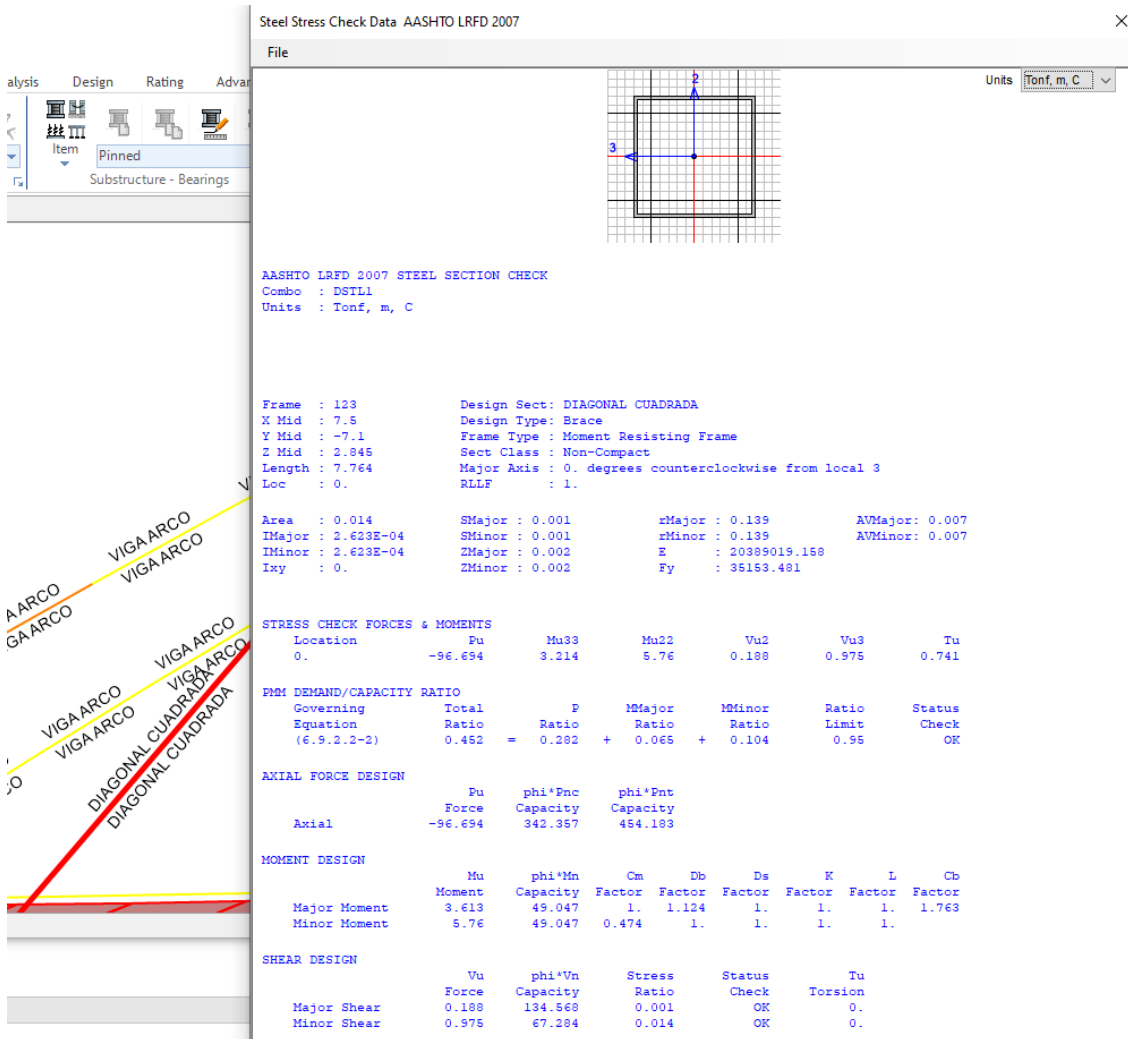 Steel Stress Check Data AASHTO LRFD 2007
File
Units Tonf, m, C
alysis Design Rating Advan
Item
Pinned
Substructure - Bearings
2
3
AASHTO LRFD 2007 STEEL SECTION CHECK
Combo : DSTL1
Units : Tonf, m, C
Frame : 123 Design Sect: DIAGONAL CUADRADA
X Mid : 7.5 Design Type: Brace
Y Mid : -7.1 Frame Type : Moment Resisting Frame
Z Mid : 2.845 Sect Class : Non-Compact
Length : 7.764 Major Axis : 0. degrees counterclockwise from local 3
Loc : 0. RLLF : 1.
Area : 0.014 SMajor : 0.001 rMajor : 0.139 AVMajor: 0.007
IMajor : 2.623E-04 SMinor : 0.001 rMinor : 0.139 AVMinor: 0.007
IMinor : 2.623E-04 ZMajor : 0.002 E : 20389019.158
Ixy : 0. ZMinor : 0.002 Fy : 35153.481
STRESS CHECK FORCES & MOMENTS
Location Pu Mu33 Mu22 Vu2 Vu3 Tu
0. -96.694 3.214 5.76 0.188 0.975 0.741
PMM DEMAND/CAPACITY RATIO
Governing Total P MMajor MMinor Ratio Status
Equation Ratio Ratio Ratio Ratio Limit Check
(6.9.2.2-2) 0.452 = 0.282 + 0.065 + 0.104 0.95 OK
AXIAL FORCE DESIGN
Pu phi*Pnc phi*Pnt
Force Capacity Capacity
Axial -96.694 342.357 454.183
MOMENT DESIGN
Mu phi*Mn Cm Db Ds K L Cb
Moment Capacity Factor Factor Factor Factor Factor Factor
Major Moment 3.613 49.047 1. 1.124 1. 1. 1. 1.763
Minor Moment 5.76 49.047 0.474 1. 1. 1. 1.
SHEAR DESIGN
Vu phi*Vn Stress Status Tu
Force Capacity Ratio Check Torsion
Major Shear 0.188 134.568 0.001 OK 0.
Minor Shear 0.975 67.284 0.014 OK 0.
VIGA ARCO
VIGA ARCO
A ARCO
GA ARCO
VIGA ARCO
VIGA ARCO
VIGA ARCO
VIGA ARCO
DIAGONAL CUADRADA
DIAGONAL CUADRADA